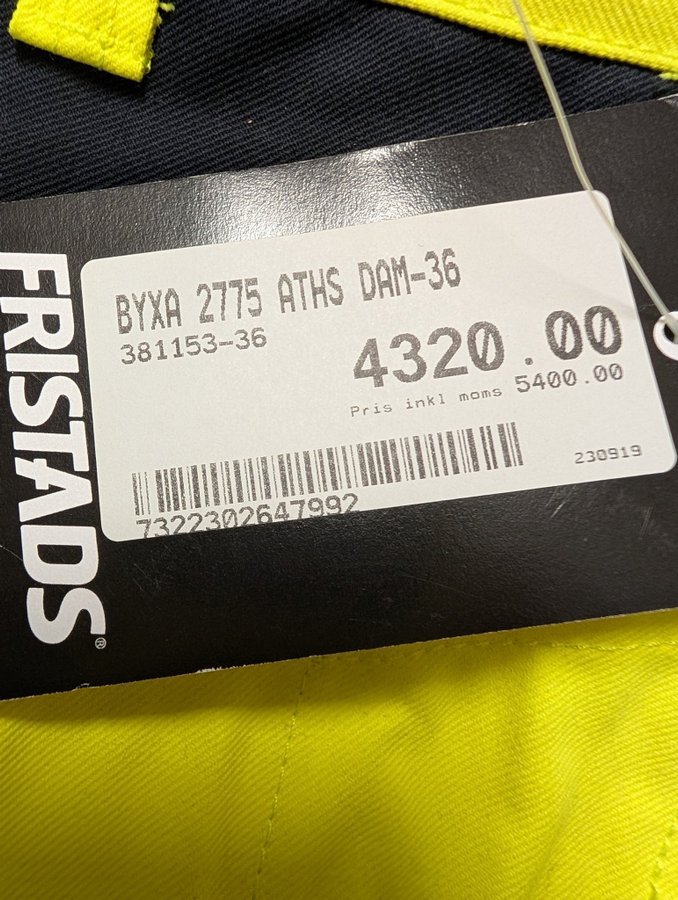 FRISTADS®
BYXA 2775 ATHS DAM-36
381153-36
4320.00
Pris inkl moms 5400.00
230919
7322302647992